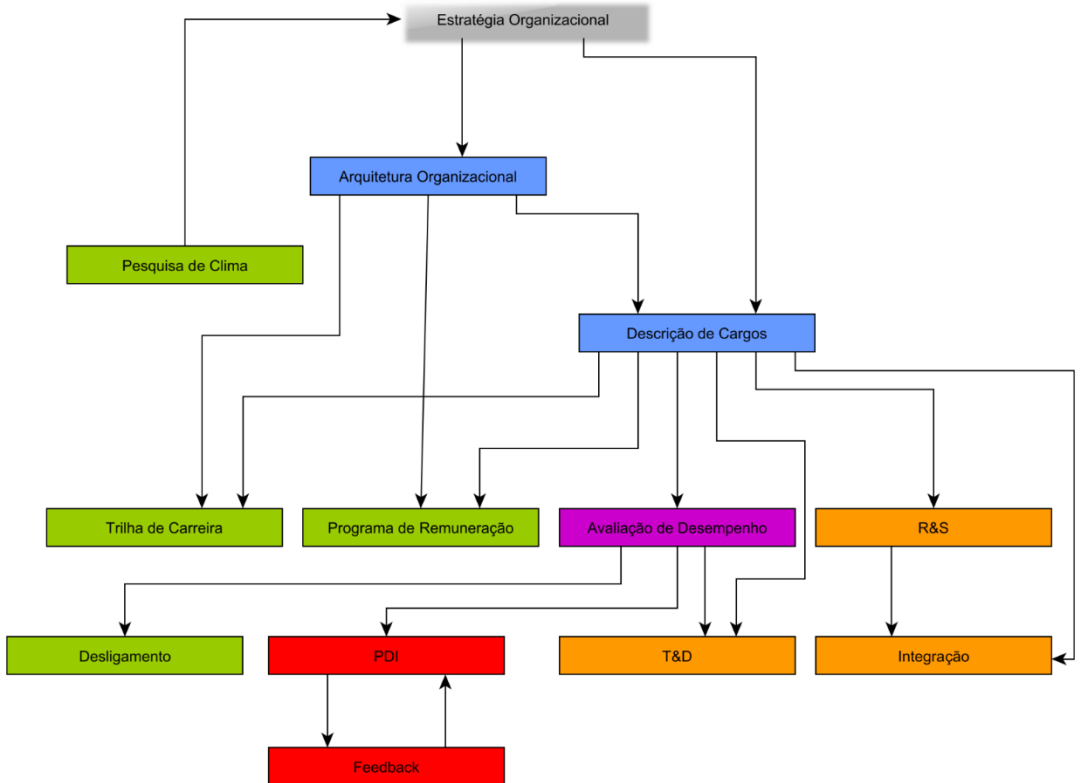 Estratégia Organizacional
Arquitetura Organizacional
Pesquisa de Clima
Descrição de Cargos
Trilha de Carreira
Programa de Remuneração
Avaliação de Desempenho
R&S
Desligamento
PDI
T&D
Integração
Feedback